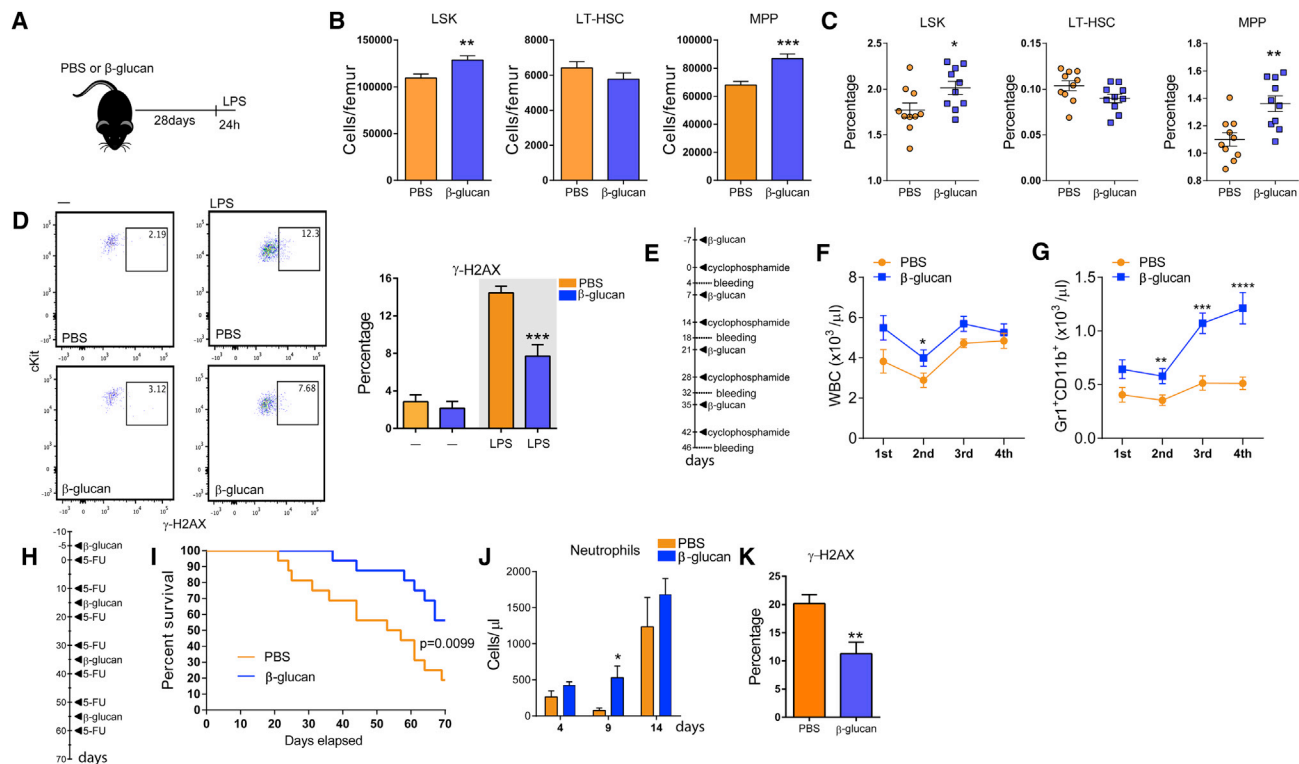 A
PBS or β-glucan
LPS
28days
24h
B
LSK
LT-HSC
MPP
Cells/femur
150000
100000
50000
0
**
PBS
β-glucan
Cells/femur
8000
6000
4000
2000
0
PBS
β-glucan
Cells/femur
100000
80000
60000
40000
20000
0
***
PBS
β-glucan
C
LSK
LT-HSC
MPP
Percentage
2.5
2.0
1.5
1.0
*
PBS
β-glucan
Percentage
0.15
0.10
0.05
0.00
PBS
β-glucan
Percentage
1.8
1.6
1.4
1.2
1.0
0.8
**
PBS
β-glucan
D
—
LPS
cKit
2.19
PBS
12.3
PBS
3.12
β-glucan
7.68
β-glucan
γ-H2AX
γ-H2AX
PBS
β-glucan
Percentage
16
12
8
4
0
***
—
—
LPS
LPS
E
-7
β-glucan
0
cyclophosphamide
4
bleeding
7
β-glucan
14
cyclophosphamide
18
bleeding
21
β-glucan
28
cyclophosphamide
32
bleeding
35
β-glucan
42
cyclophosphamide
46
bleeding
days
F
PBS
β-glucan
WBC (x10³ /μl)
8
6
4
2
0
*
1st
2nd
3rd
4th
G
PBS
β-glucan
Gr1⁺CD11b⁺ (x10³ /μl)
1.5
1.0
0.5
0.0
**
***
****
1st
2nd
3rd
4th
H
-10
-5
β-glucan
0
5-FU
10
5-FU
β-glucan
20
5-FU
30
5-FU
β-glucan
40
5-FU
50
5-FU
β-glucan
60
5-FU
70
days
I
Percent survival
100
90
80
70
60
50
40
30
20
10
0
p=0.0099
PBS
β-glucan
0
10
20
30
40
50
60
70
Days elapsed
J
Neutrophils
PBS
β-glucan
Cells/μl
2000
1500
1000
500
0
*
4
9
14
days
K
γ-H2AX
Percentage
25
20
15
10
5
0
**
PBS
β-glucan